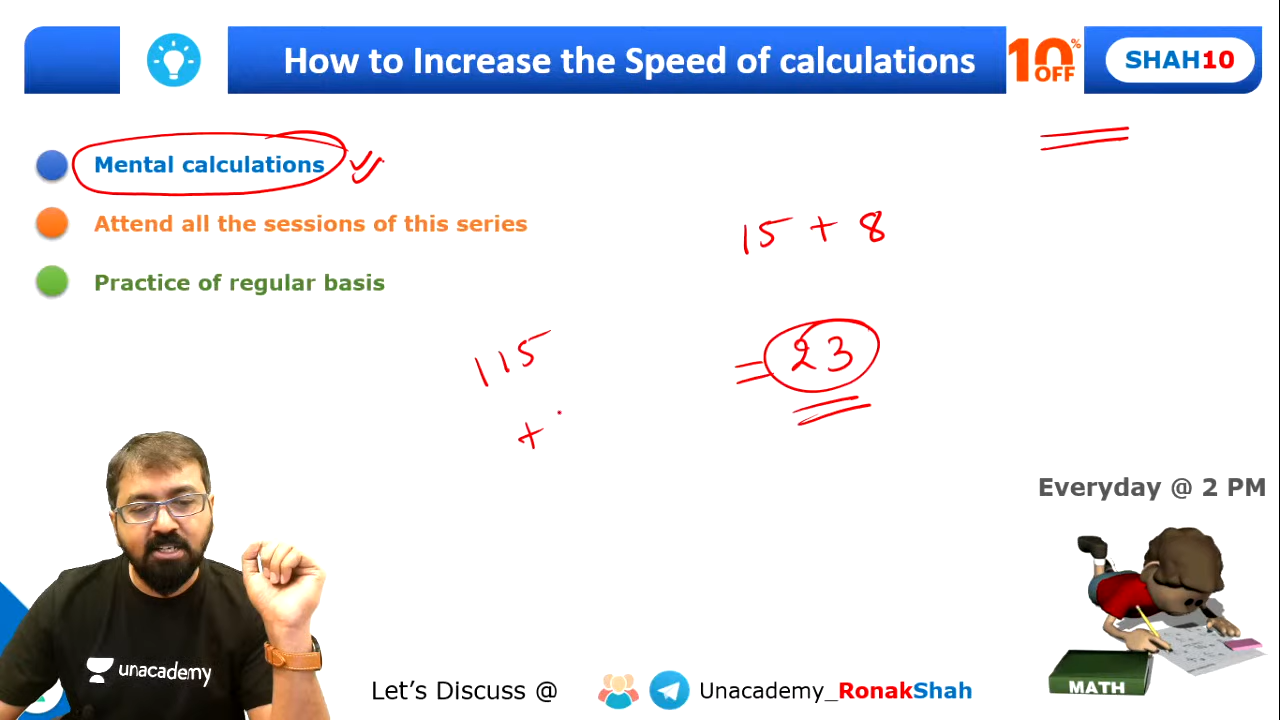 How to Increase the Speed of calculations
10% OFF
SHAH10
Mental calculations
Attend all the sessions of this series
Practice of regular basis
15 + 8
= 23
115
+
Everyday @ 2 PM
unacademy
MATH
Let’s Discuss @ Unacademy_RonakShah